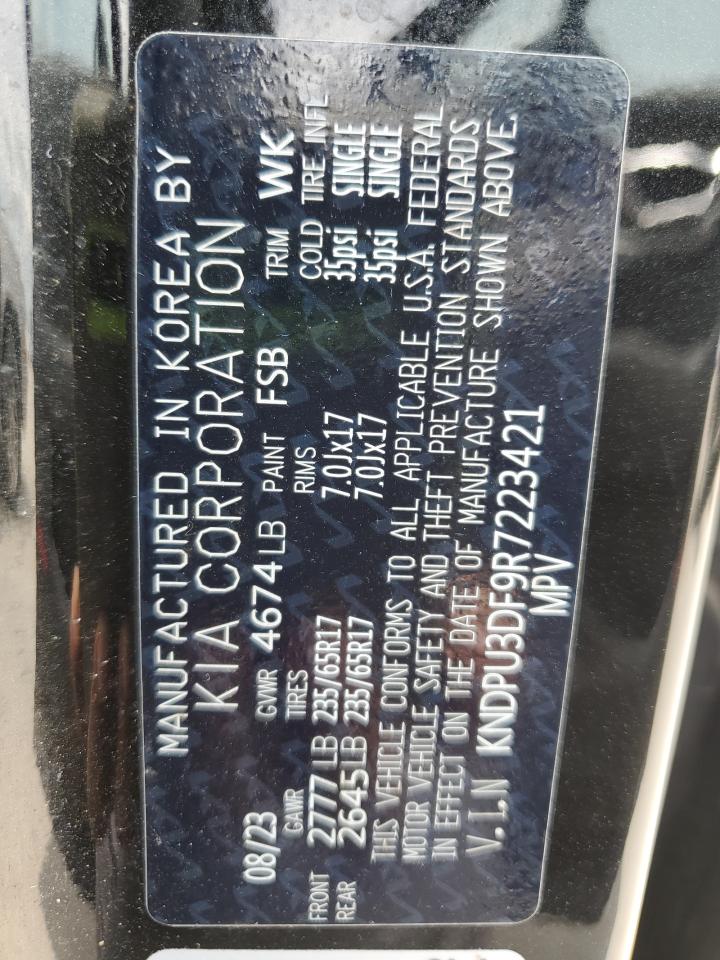 MANUFACTURED IN KOREA BY
KIA CORPORATION
08/23 GVWR 4674LB PAINT FSB TRIM WK
GAWR TIRES RIMS COLD TIRE INFL
FRONT 2777 LB 235/65R17 7.0Jx17 35psi SINGLE
REAR 2645LB 235/65R17 7.0Jx17 35psi SINGLE
THIS VEHICLE CONFORMS TO ALL APPLICABLE U.S.A. FEDERAL
MOTOR VEHICLE SAFETY AND THEFT PREVENTION STANDARDS
IN EFFECT ON THE DATE OF MANUFACTURE SHOWN ABOVE.
V.I.N KNDPU3DF9R7223421
MPV